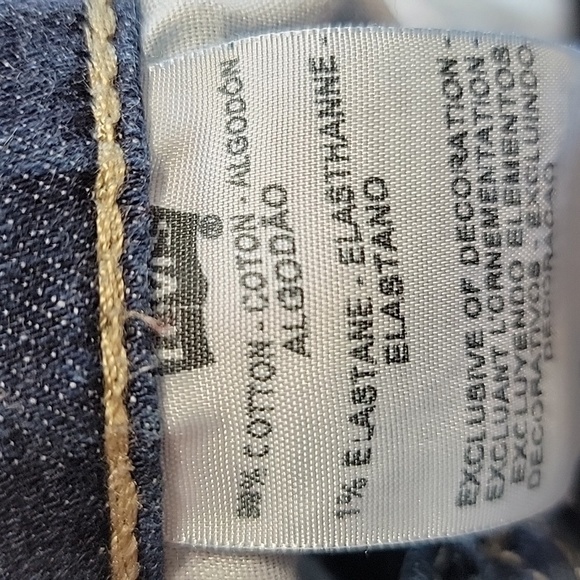 99% COTTON - COTON - ALGODÓN -
ALGODÃO
1% ELASTANE - ELASTHANNE -
ELASTANO
EXCLUSIVE OF DECORATION -
EXCLUANT L'ORNEMENTATION -
EXCLUYENDO ELEMENTOS
DECORATIVOS - EXCLUINDO
DECORAÇÃO